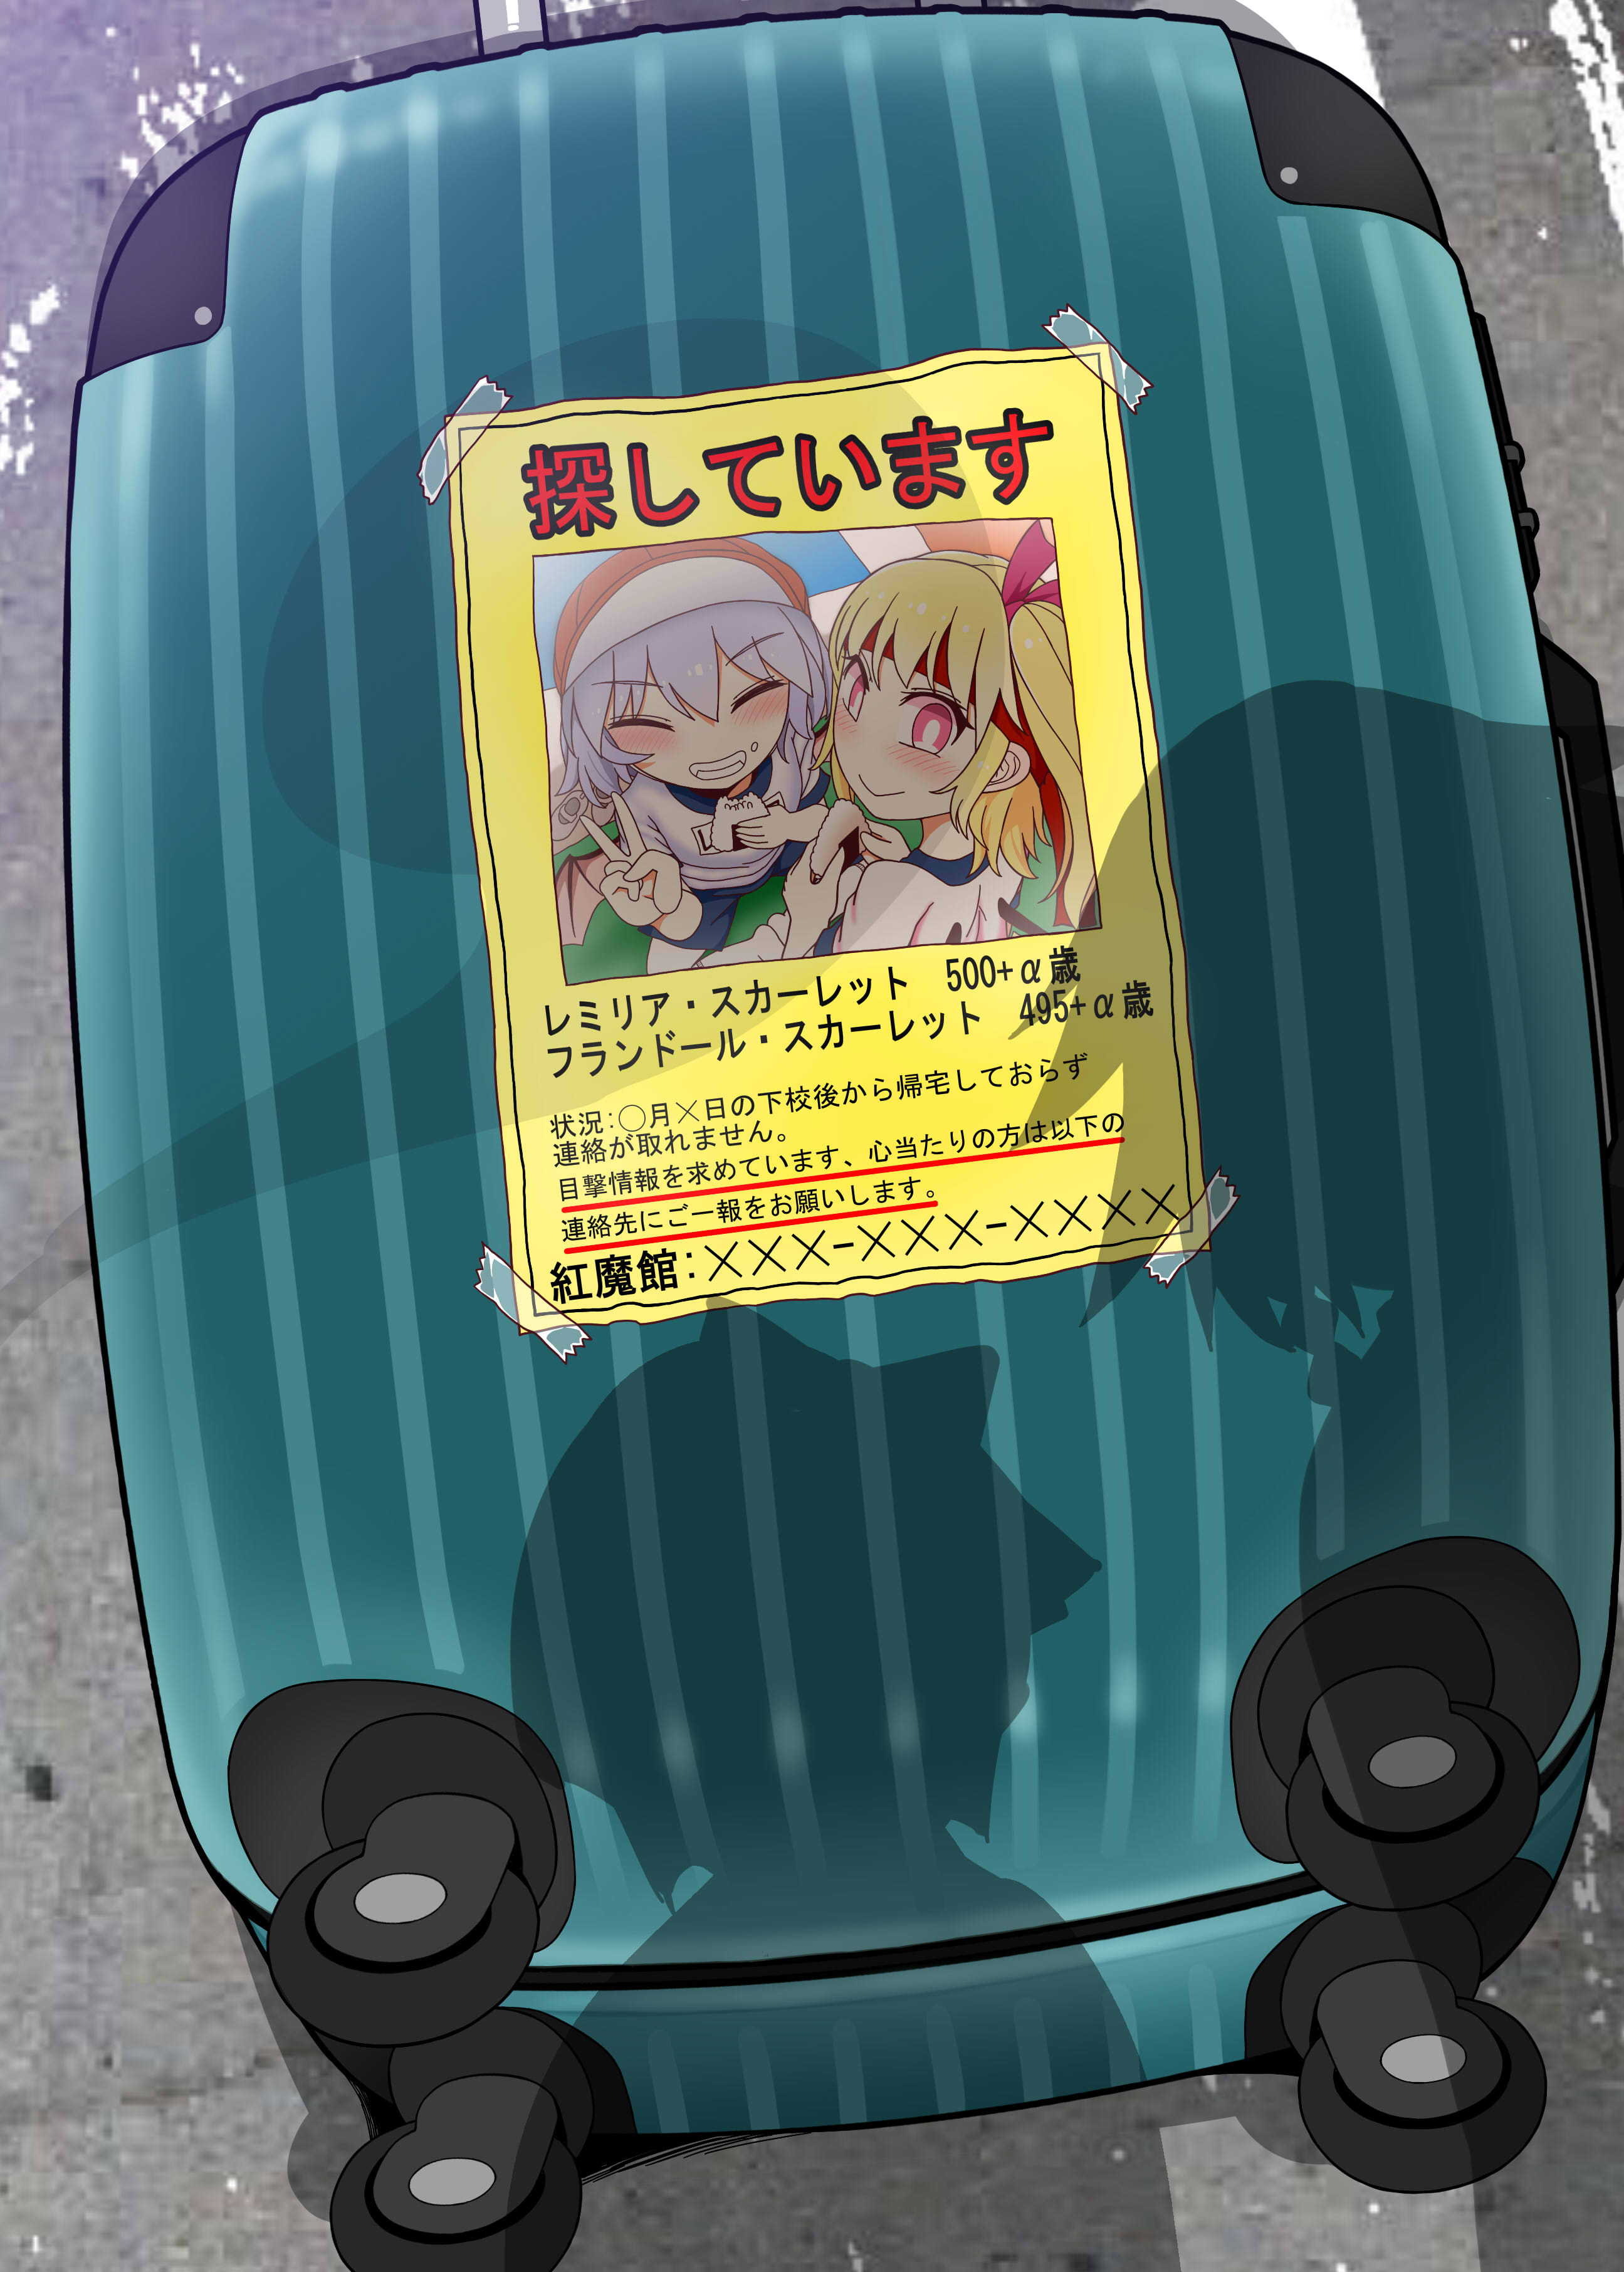 探しています
レミリア・スカーレット　500+α歳
フランドール・スカーレット　495+α歳
状況:〇月×日の下校後から帰宅しておらず
連絡が取れません。
目撃情報を求めています、心当たりの方は以下の
連絡先にご一報をお願いします。
紅魔館:×××-×××-××××